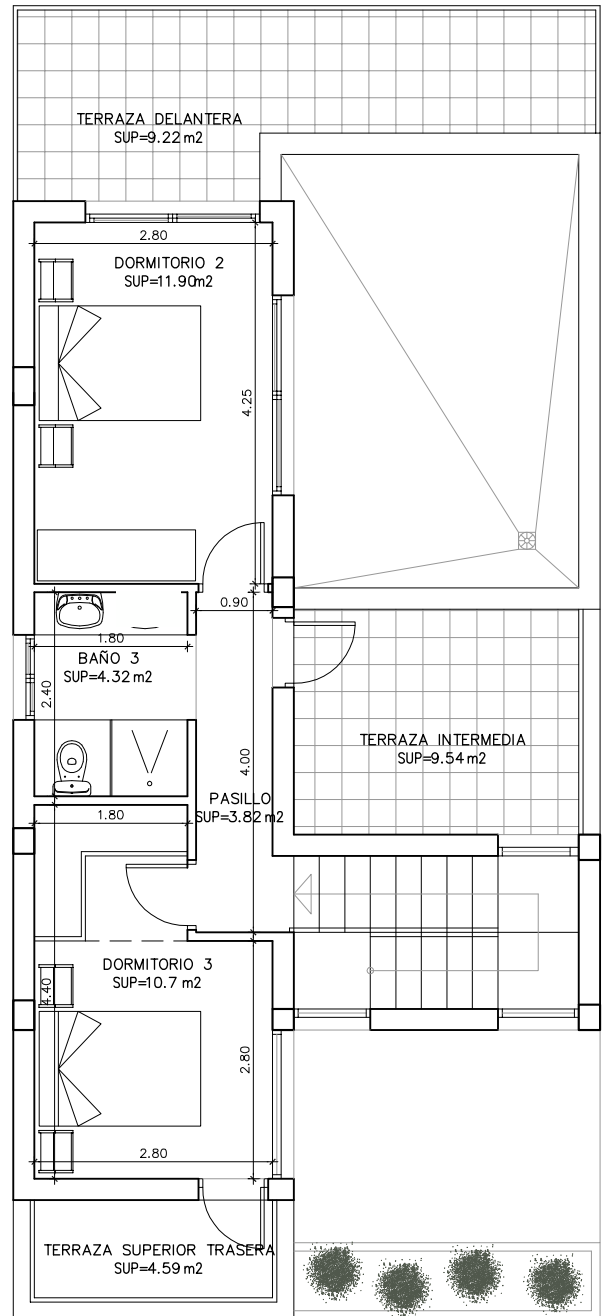 TERRAZA DELANTERA
SUP=9.22 m2
2.80
DORMITORIO 2
SUP=11.90m2
4.25
0.90
1.80
BAÑO 3
SUP=4.32 m2
2.40
TERRAZA INTERMEDIA
SUP=9.54 m2
4.00
PASILLO
SUP=3.82 m2
1.80
DORMITORIO 3
SUP=10.7 m2
4.40
2.80
2.80
TERRAZA SUPERIOR TRASERA
SUP=4.59 m2